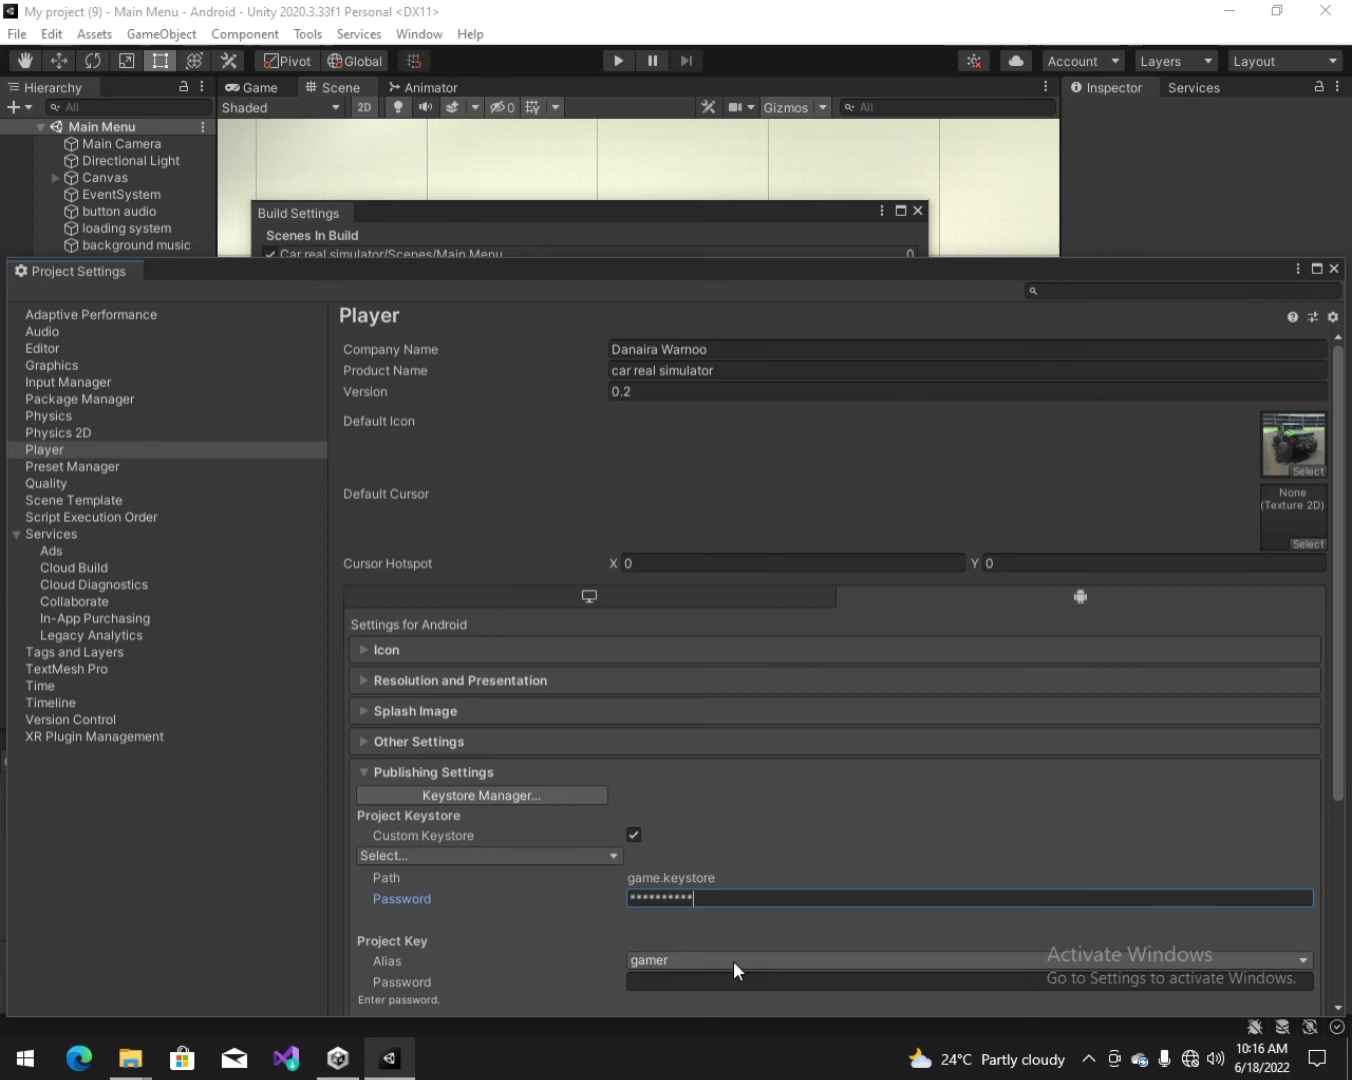 My project (9) - Main Menu - Android - Unity 2020.3.33f1 Personal <DX11>
File Edit Assets GameObject Component Tools Services Window Help
Pivot Global Account Layers Layout
Hierarchy Game Scene Animator Inspector Services
All Shaded 2D 0 Gizmos All
Main Menu
Main Camera
Directional Light
Canvas
EventSystem
button audio
loading system
background music
Build Settings
Scenes In Build
Car real simulator/Scenes/Main Menu 0
Project Settings
Adaptive Performance
Audio
Editor
Graphics
Input Manager
Package Manager
Physics
Physics 2D
Player
Preset Manager
Quality
Scene Template
Script Execution Order
Services
Ads
Cloud Build
Cloud Diagnostics
Collaborate
In-App Purchasing
Legacy Analytics
Tags and Layers
TextMesh Pro
Time
Timeline
Version Control
XR Plugin Management
Player
Company Name Danaira Warnoo
Product Name car real simulator
Version 0.2
Default Icon
Select
Default Cursor
None
(Texture 2D)
Select
Cursor Hotspot X 0 Y 0
Settings for Android
Icon
Resolution and Presentation
Splash Image
Other Settings
Publishing Settings
Keystore Manager...
Project Keystore
Custom Keystore
Select...
Path game.keystore
Password **********
Project Key
Alias gamer
Password
Enter password.
Activate Windows
Go to Settings to activate Windows.
24°C Partly cloudy
10:16 AM
6/18/2022